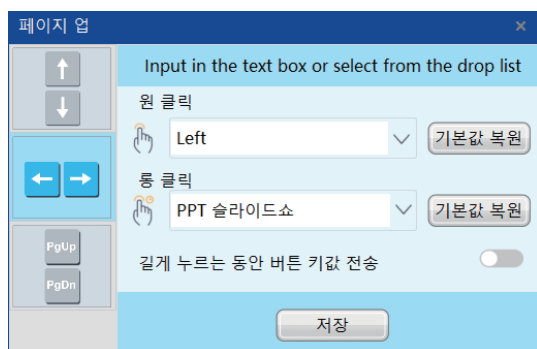 페이지 업
×
↑
↓
Input in the text box or select from the drop list
원 클릭
Left
기본값 복원
← →
롱 클릭
PPT 슬라이드쇼
기본값 복원
PgUp
PgDn
길게 누르는 동안 버튼 키값 전송
저장